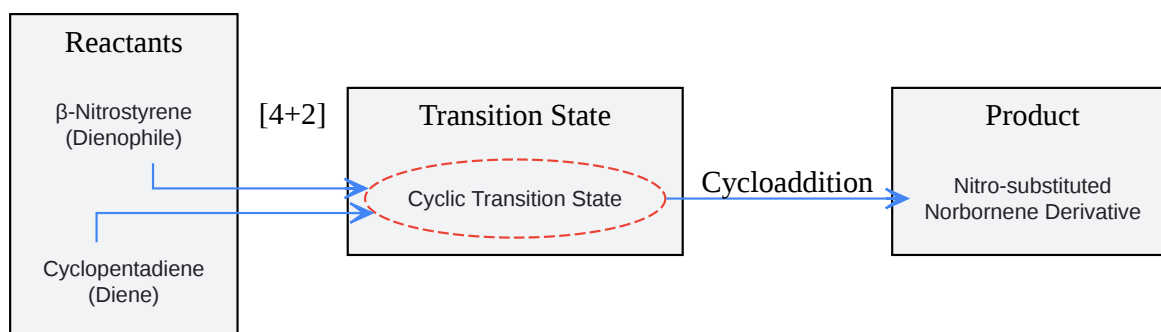 Reactants
β-Nitrostyrene
(Dienophile)
Cyclopentadiene
(Diene)
[4+2]
Transition State
Cyclic Transition State
Cycloaddition
Product
Nitro-substituted
Norbornene Derivative